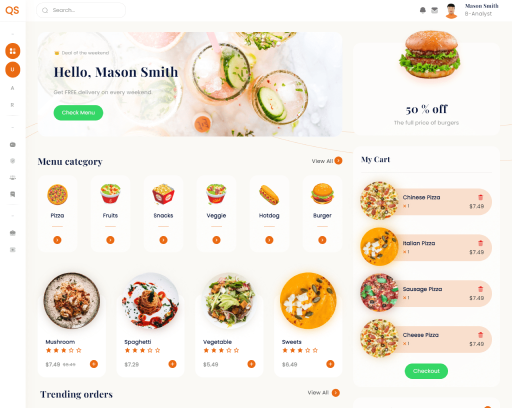 QS
Search...
Mason Smith
B-Analyst
U
A
B
Deal of the weekend
Hello, Mason Smith
Get FREE delivery on every weekend
Check Menu
50 % off
The full price of burgers
Menu category
View All
Pizza
Fruits
Snacks
Veggie
Hotdog
Burger
My Cart
Chinese Pizza
× 1
$7.49
Italian Pizza
× 1
$7.49
Sausage Pizza
× 1
$7.49
Cheese Pizza
× 1
$7.49
Checkout
Mushroom
$7.49
Spaghetti
$7.29
Vegetable
$5.49
Sweets
$6.49
Trending orders
View All